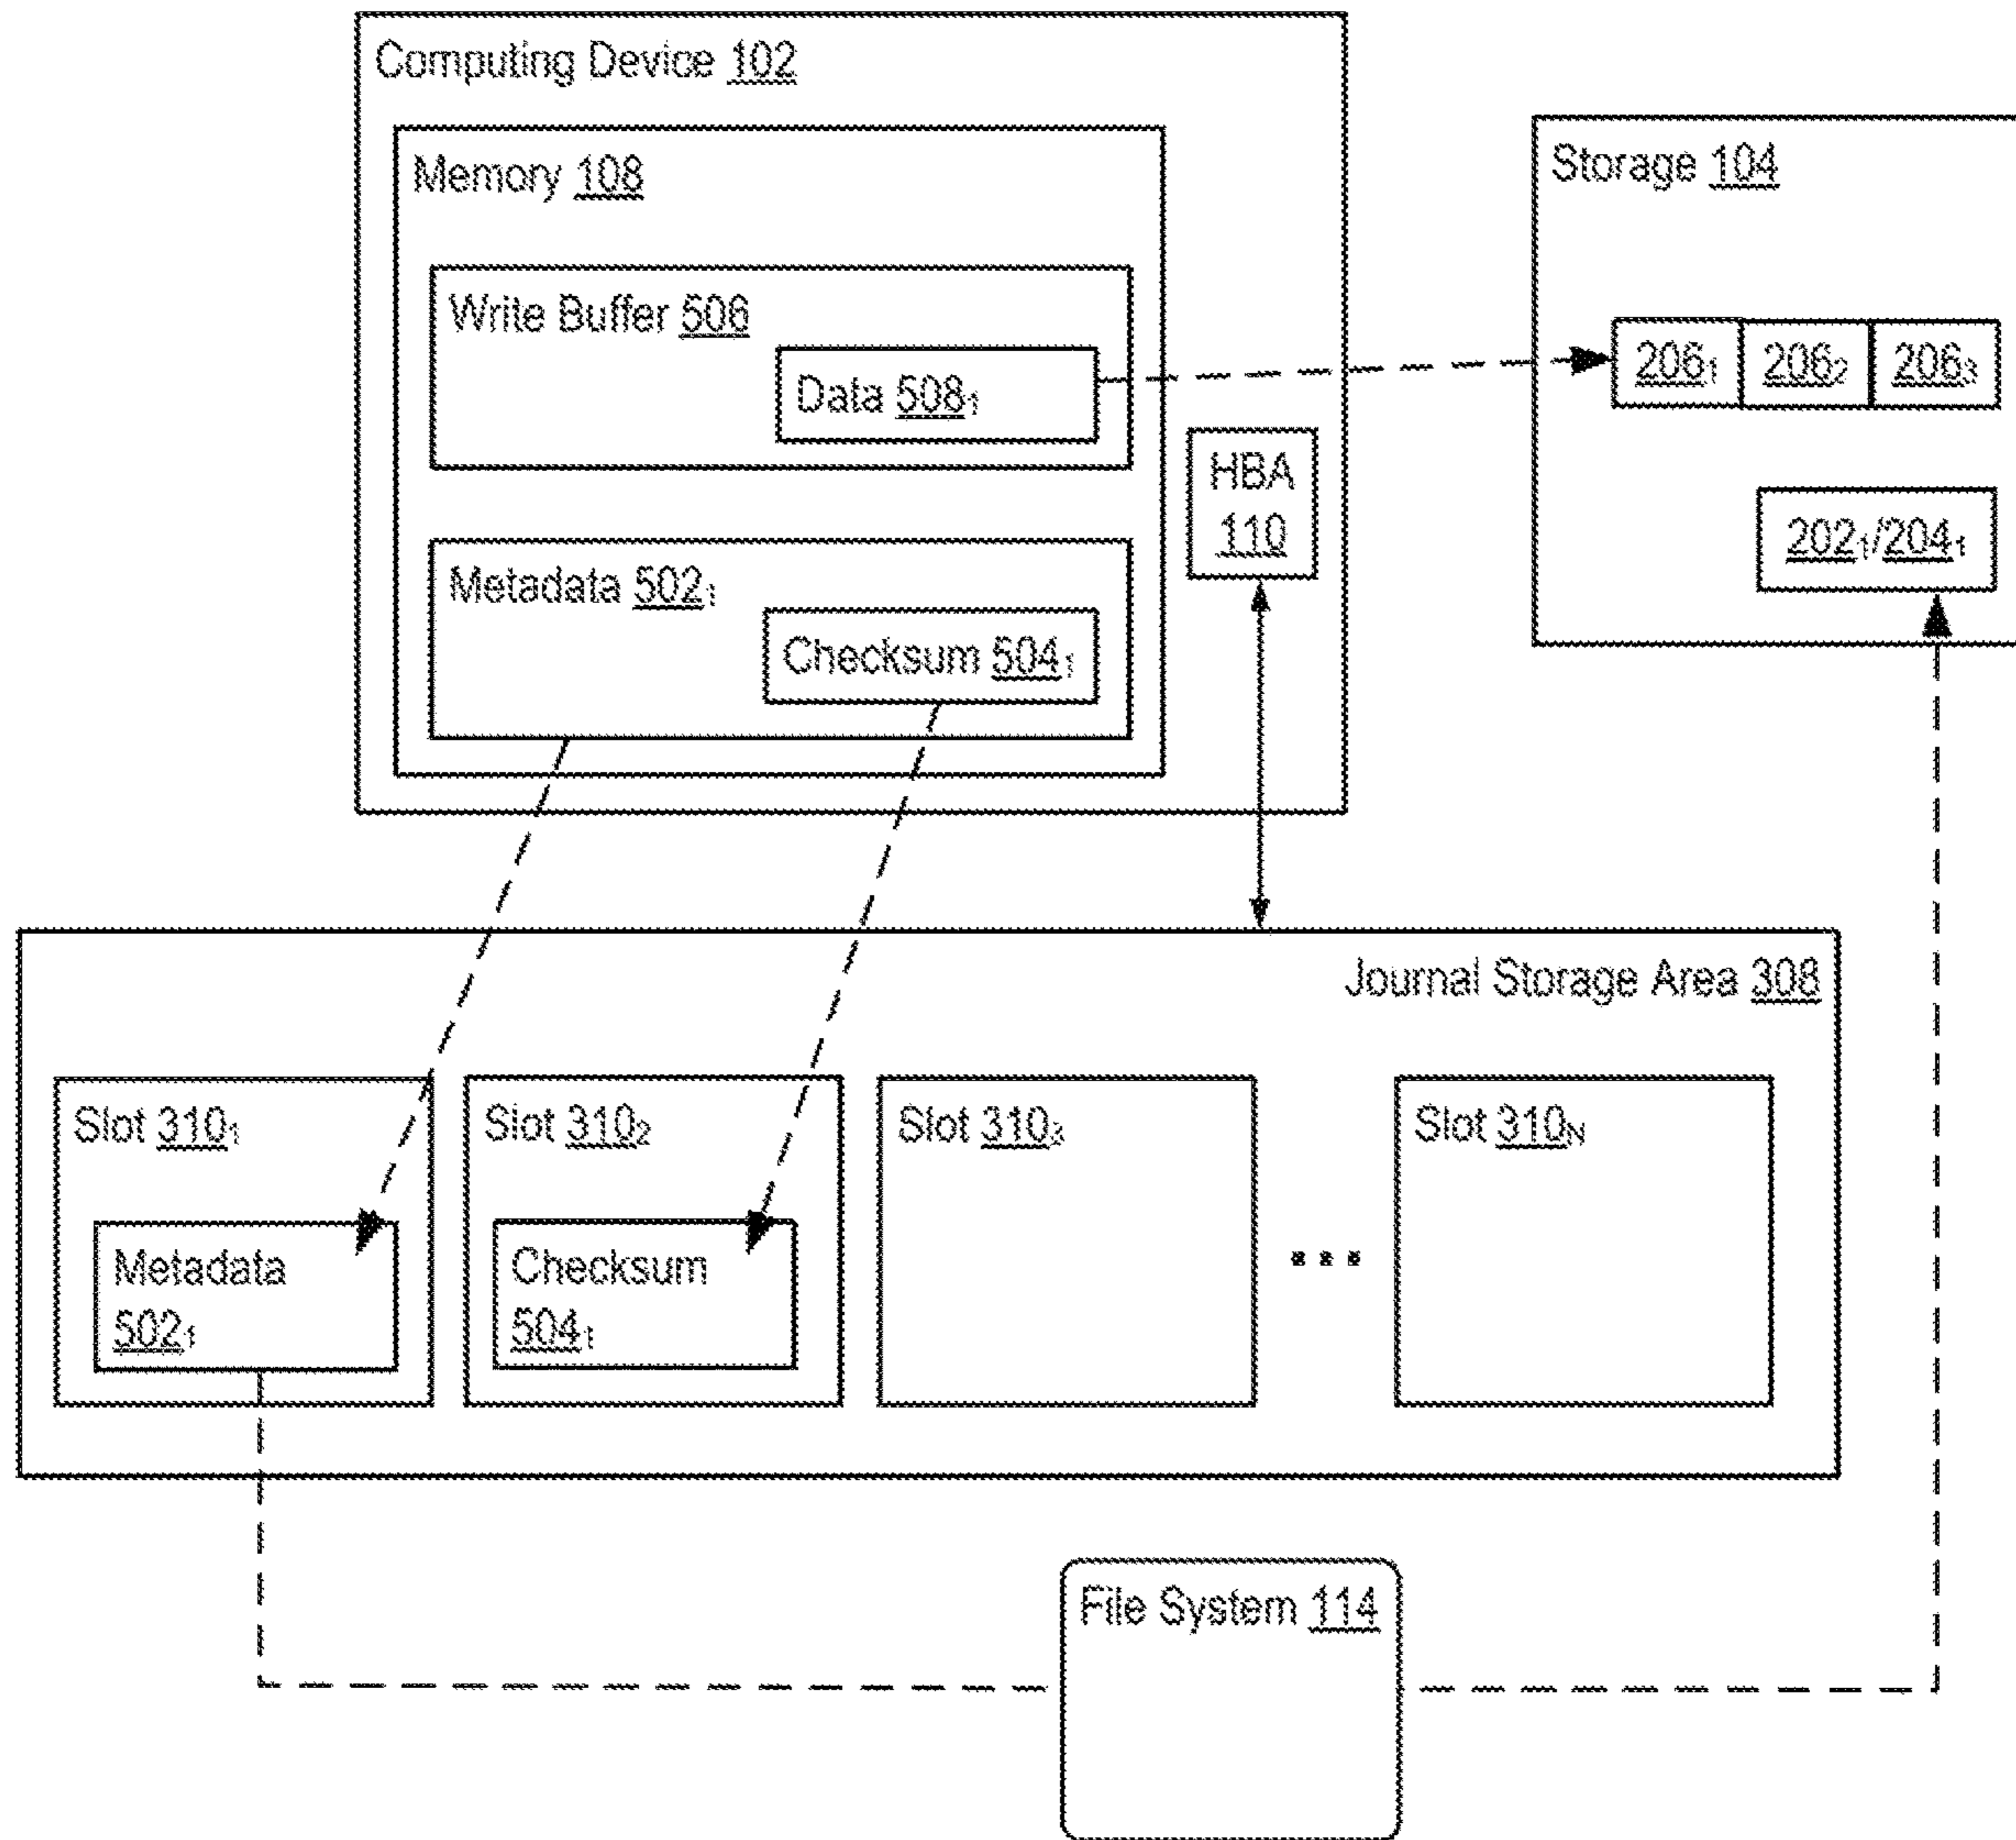 Computing Device 102
Memory 108
Storage 104
Write Buffer 506
Data 508₁
206₁ 206₂ 206₃
HBA
110
202₁/204₁
Metadata 502₁
Checksum 504₁
Journal Storage Area 308
Slot 310₁
Slot 310₂
Slot 310₃
Slot 310N
Metadata
502₁
Checksum
504₁
...
File System 114